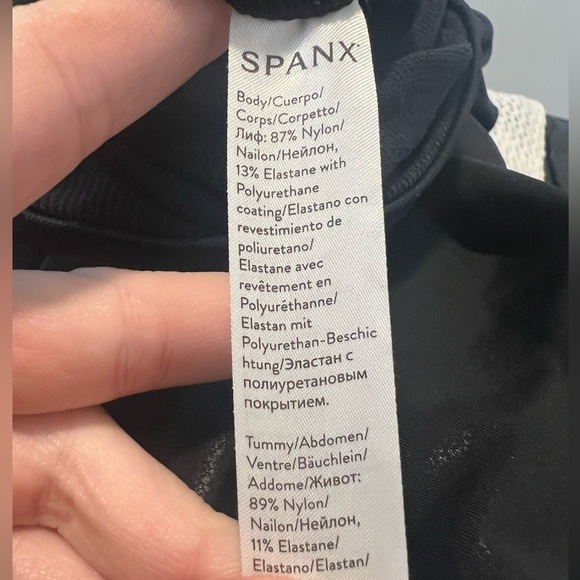 SPANX
Body/Cuerpo/
Corps/Corpetto/
Лиф: 87% Nylon/
Nailon/Нейлон,
13% Elastane with
Polyurethane
coating/Elastano con
revestimiento de
poliuretano/
Elastane avec
revêtement en
Polyuréthanne/
Elastan mit
Polyurethan-Beschic
htung/Эластан с
полиуретановым
покрытием.
Tummy/Abdomen/
Ventre/Bäuchlein/
Addome/Живот:
89% Nylon/
Nailon/Нейлон,
11% Elastane/
Elastano/Elastan/